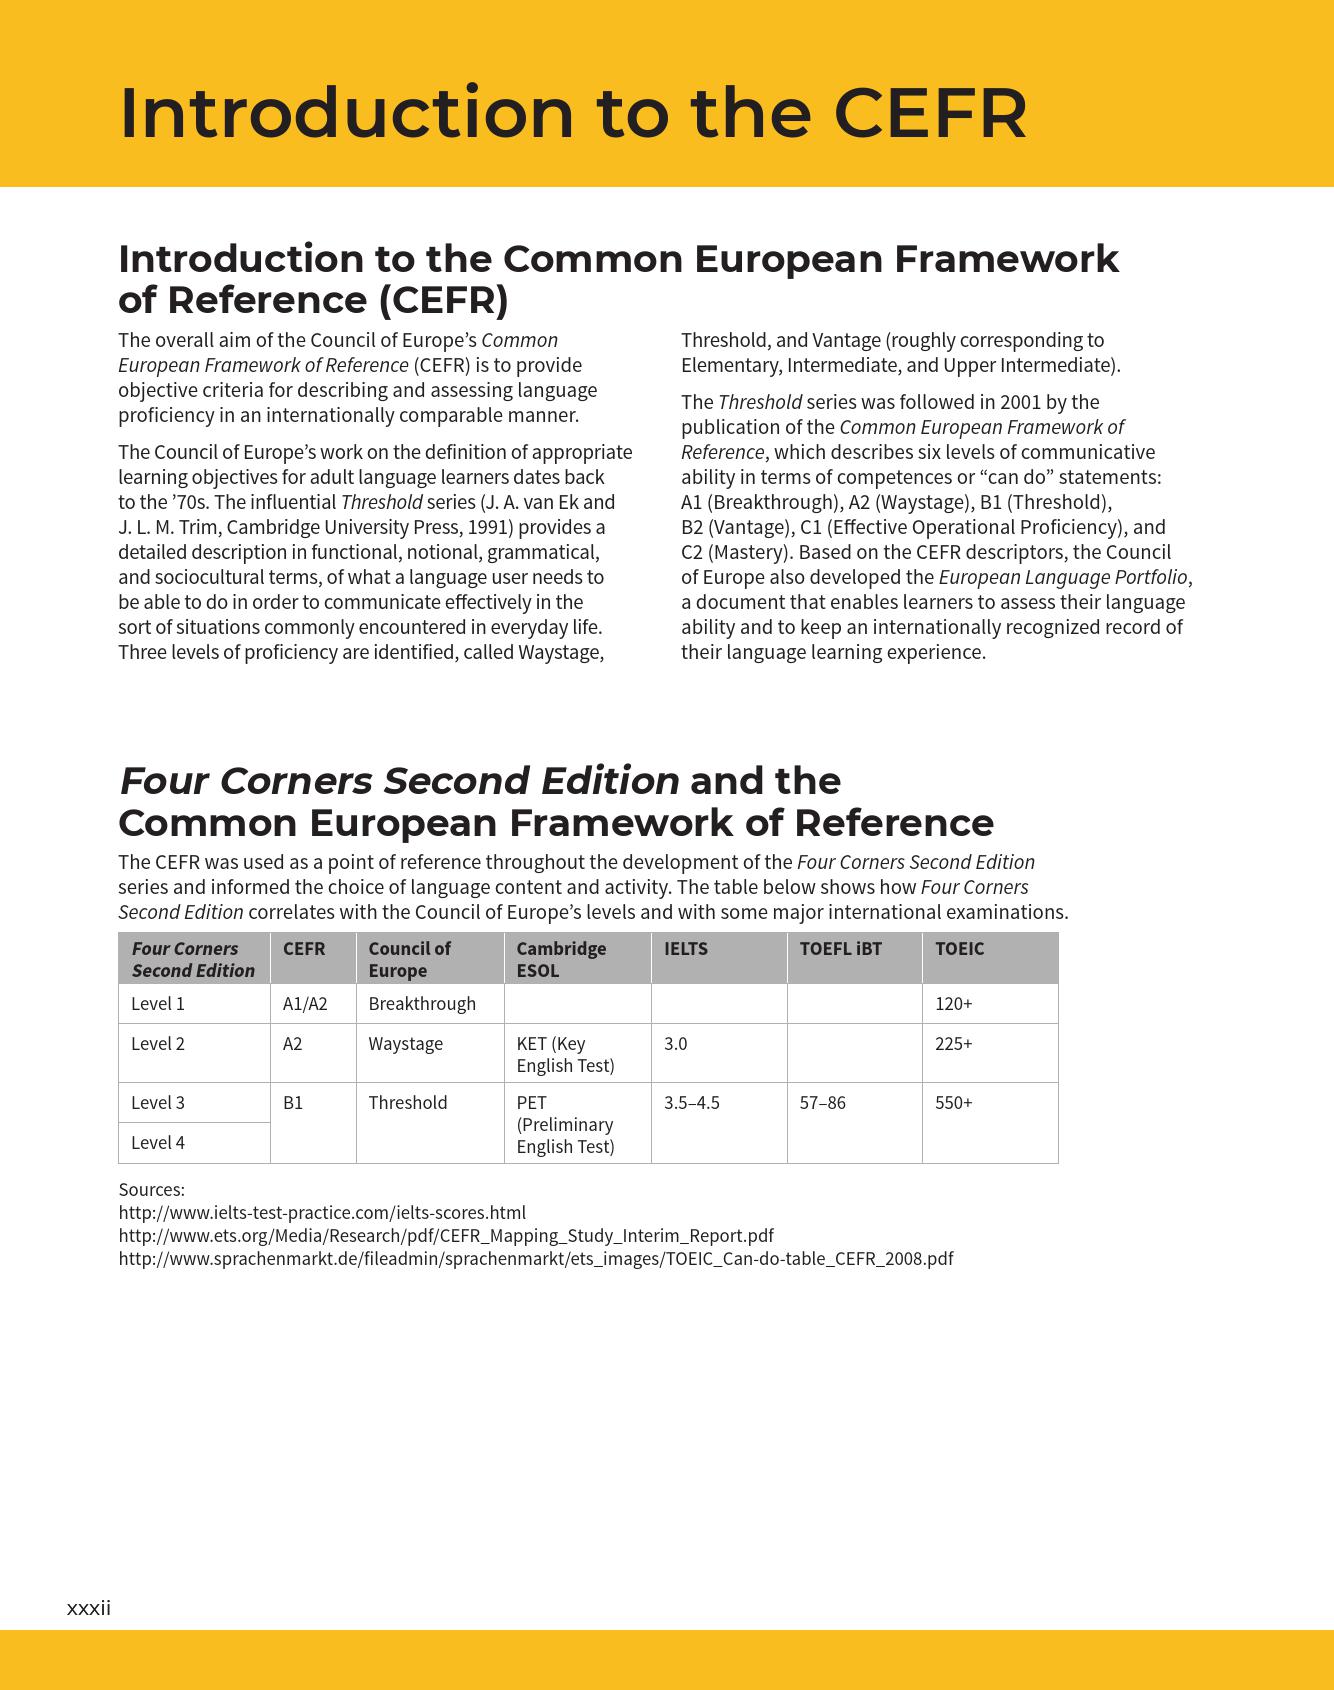 Introduction to the CEFR
Introduction to the Common European Framework
of Reference (CEFR)
The overall aim of the Council of Europe’s Common
European Framework of Reference (CEFR) is to provide
objective criteria for describing and assessing language
proficiency in an internationally comparable manner.
The Council of Europe’s work on the definition of appropriate
learning objectives for adult language learners dates back
to the ’70s. The influential Threshold series (J. A. van Ek and
J. L. M. Trim, Cambridge University Press, 1991) provides a
detailed description in functional, notional, grammatical,
and sociocultural terms, of what a language user needs to
be able to do in order to communicate effectively in the
sort of situations commonly encountered in everyday life.
Three levels of proficiency are identified, called Waystage,
Threshold, and Vantage (roughly corresponding to
Elementary, Intermediate, and Upper Intermediate).
The Threshold series was followed in 2001 by the
publication of the Common European Framework of
Reference, which describes six levels of communicative
ability in terms of competences or “can do” statements:
A1 (Breakthrough), A2 (Waystage), B1 (Threshold),
B2 (Vantage), C1 (Effective Operational Proficiency), and
C2 (Mastery). Based on the CEFR descriptors, the Council
of Europe also developed the European Language Portfolio,
a document that enables learners to assess their language
ability and to keep an internationally recognized record of
their language learning experience.
Four Corners Second Edition and the
Common European Framework of Reference
The CEFR was used as a point of reference throughout the development of the Four Corners Second Edition
series and informed the choice of language content and activity. The table below shows how Four Corners
Second Edition correlates with the Council of Europe’s levels and with some major international examinations.
Four Corners Second Edition CEFR Council of Europe Cambridge ESOL IELTS TOEFL iBT TOEIC
Level 1 A1/A2 Breakthrough 120+
Level 2 A2 Waystage KET (Key English Test) 3.0 225+
Level 3 B1 Threshold PET (Preliminary English Test) 3.5–4.5 57–86 550+
Level 4
Sources:
http://www.ielts-test-practice.com/ielts-scores.html
http://www.ets.org/Media/Research/pdf/CEFR_Mapping_Study_Interim_Report.pdf
http://www.sprachenmarkt.de/fileadmin/sprachenmarkt/ets_images/TOEIC_Can-do-table_CEFR_2008.pdf
xxxii